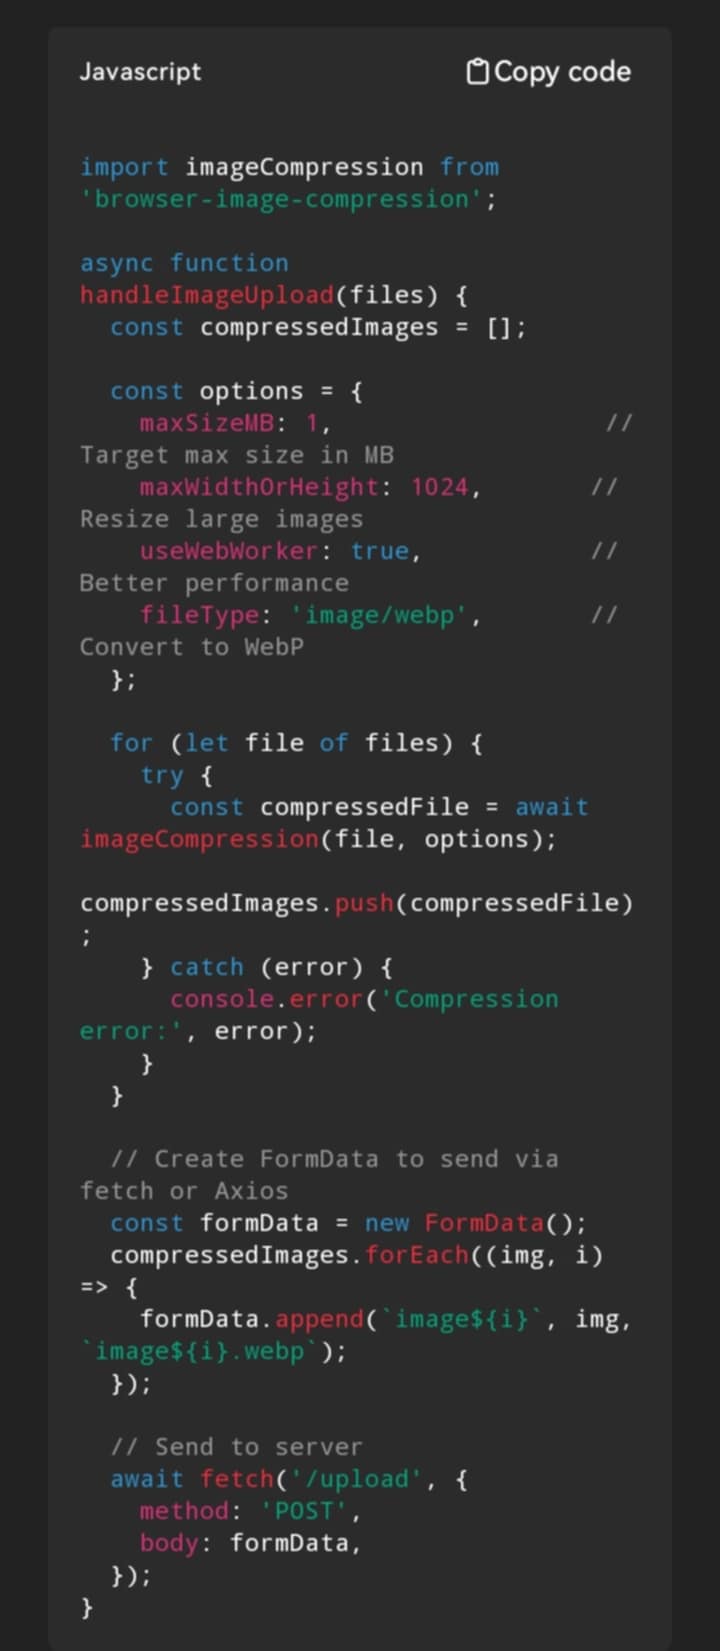 Javascript
Copy code
import imageCompression from
'browser-image-compression';
async function
handleImageUpload(files) {
  const compressedImages = [];
  const options = {
    maxSizeMB: 1,                   //
Target max size in MB
    maxWidthOrHeight: 1024,        //
Resize large images
    useWebWorker: true,            //
Better performance
    fileType: 'image/webp',        //
Convert to WebP
  };
  for (let file of files) {
    try {
      const compressedFile = await
imageCompression(file, options);
compressedImages.push(compressedFile)
;
    } catch (error) {
      console.error('Compression
error:', error);
    }
  }
  // Create FormData to send via
fetch or Axios
  const formData = new FormData();
  compressedImages.forEach((img, i)
=> {
    formData.append(`image${i}`, img,
`image${i}.webp`);
  });
  // Send to server
  await fetch('/upload', {
    method: 'POST',
    body: formData,
  });
}